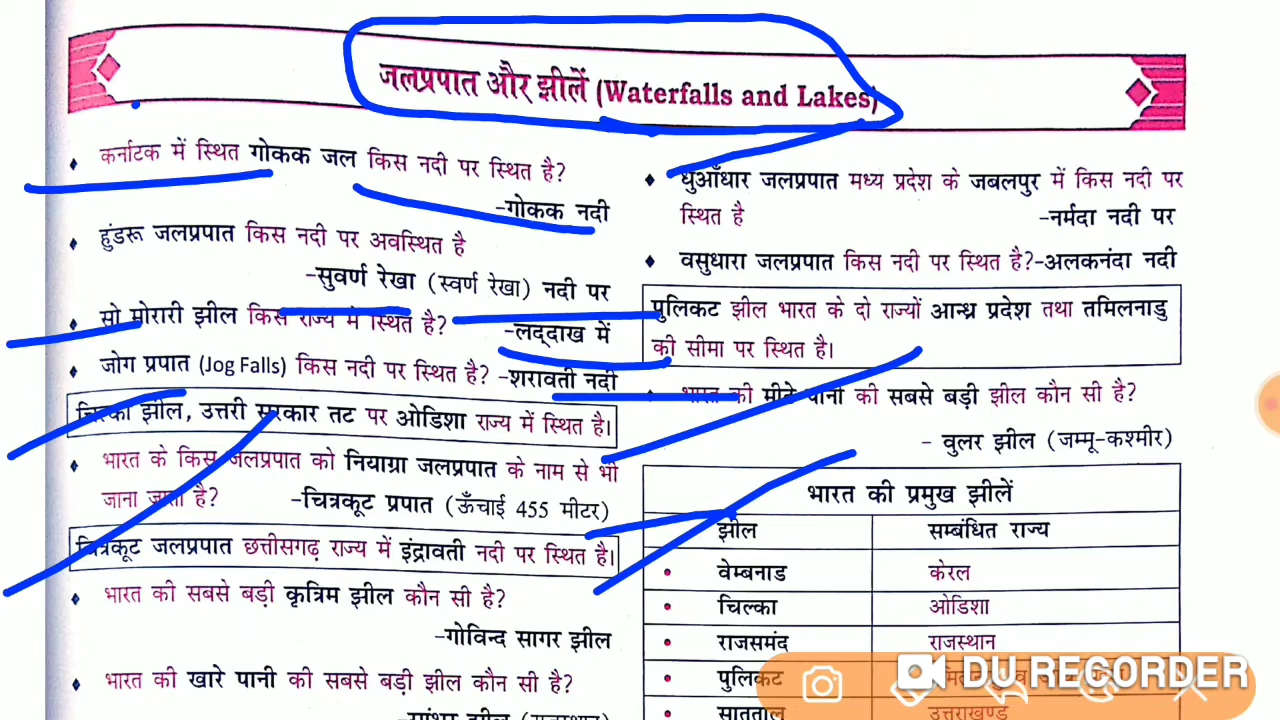 जलप्रपात और झीलें (Waterfalls and Lakes)
कर्नाटक में स्थित गोकक जल किस नदी पर स्थित है?
-गोकक नदी
हुंडरू जलप्रपात किस नदी पर अवस्थित है
-सुवर्ण रेखा (स्वर्ण रेखा) नदी पर
सो मोरारी झील किस राज्य में स्थित है?
-लद्दाख में
जोग प्रपात (Jog Falls) किस नदी पर स्थित है? -शरावती नदी
चिल्का झील, उत्तरी सरकार तट पर ओडिशा राज्य में स्थित है।
भारत के किस जलप्रपात को नियाग्रा जलप्रपात के नाम से भी
जाना जाता है? -चित्रकूट प्रपात (ऊँचाई 455 मीटर)
चित्रकूट जलप्रपात छत्तीसगढ़ राज्य में इंद्रावती नदी पर स्थित है।
भारत की सबसे बड़ी कृत्रिम झील कौन सी है?
-गोविन्द सागर झील
भारत की खारे पानी की सबसे बड़ी झील कौन सी है?
धुआँधार जलप्रपात मध्य प्रदेश के जबलपुर में किस नदी पर
स्थित है -नर्मदा नदी पर
वसुधारा जलप्रपात किस नदी पर स्थित है?-अलकनंदा नदी
पुलिकट झील भारत के दो राज्यों आन्ध्र प्रदेश तथा तमिलनाडु
की सीमा पर स्थित है।
भारत की मीठे पानी की सबसे बड़ी झील कौन सी है?
- वुलर झील (जम्मू-कश्मीर)
भारत की प्रमुख झीलें
झील सम्बंधित राज्य
वेम्बनाड केरल
चिल्का ओडिशा
राजसमंद राजस्थान
पुलिकट
सातताल उत्तराखण्ड
DU RECORDER